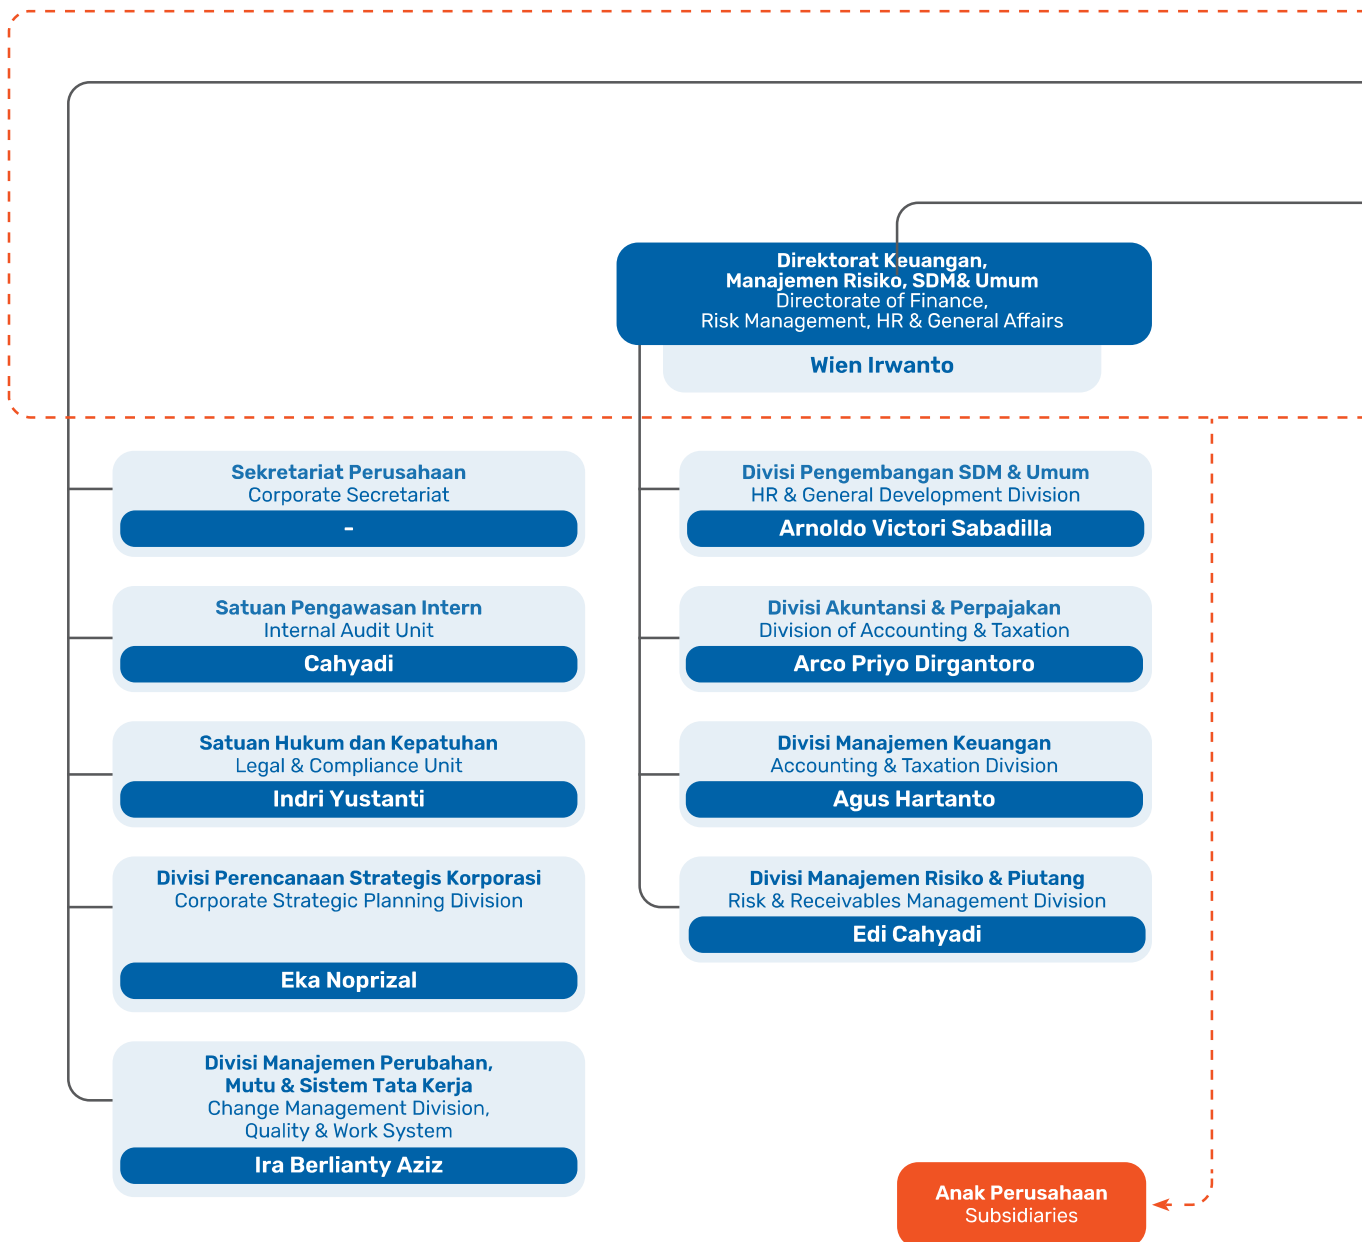 Direktorat Keuangan,
Manajemen Risiko, SDM& Umum
Directorate of Finance,
Risk Management, HR & General Affairs
Wien Irwanto
Sekretariat Perusahaan
Corporate Secretariat
-
Satuan Pengawasan Intern
Internal Audit Unit
Cahyadi
Satuan Hukum dan Kepatuhan
Legal & Compliance Unit
Indri Yustanti
Divisi Perencanaan Strategis Korporasi
Corporate Strategic Planning Division
Eka Noprizal
Divisi Manajemen Perubahan,
Mutu & Sistem Tata Kerja
Change Management Division,
Quality & Work System
Ira Berlianty Aziz
Divisi Pengembangan SDM & Umum
HR & General Development Division
Arnoldo Victori Sabadilla
Divisi Akuntansi & Perpajakan
Division of Accounting & Taxation
Arco Priyo Dirgantoro
Divisi Manajemen Keuangan
Accounting & Taxation Division
Agus Hartanto
Divisi Manajemen Risiko & Piutang
Risk & Receivables Management Division
Edi Cahyadi
Anak Perusahaan
Subsidiaries